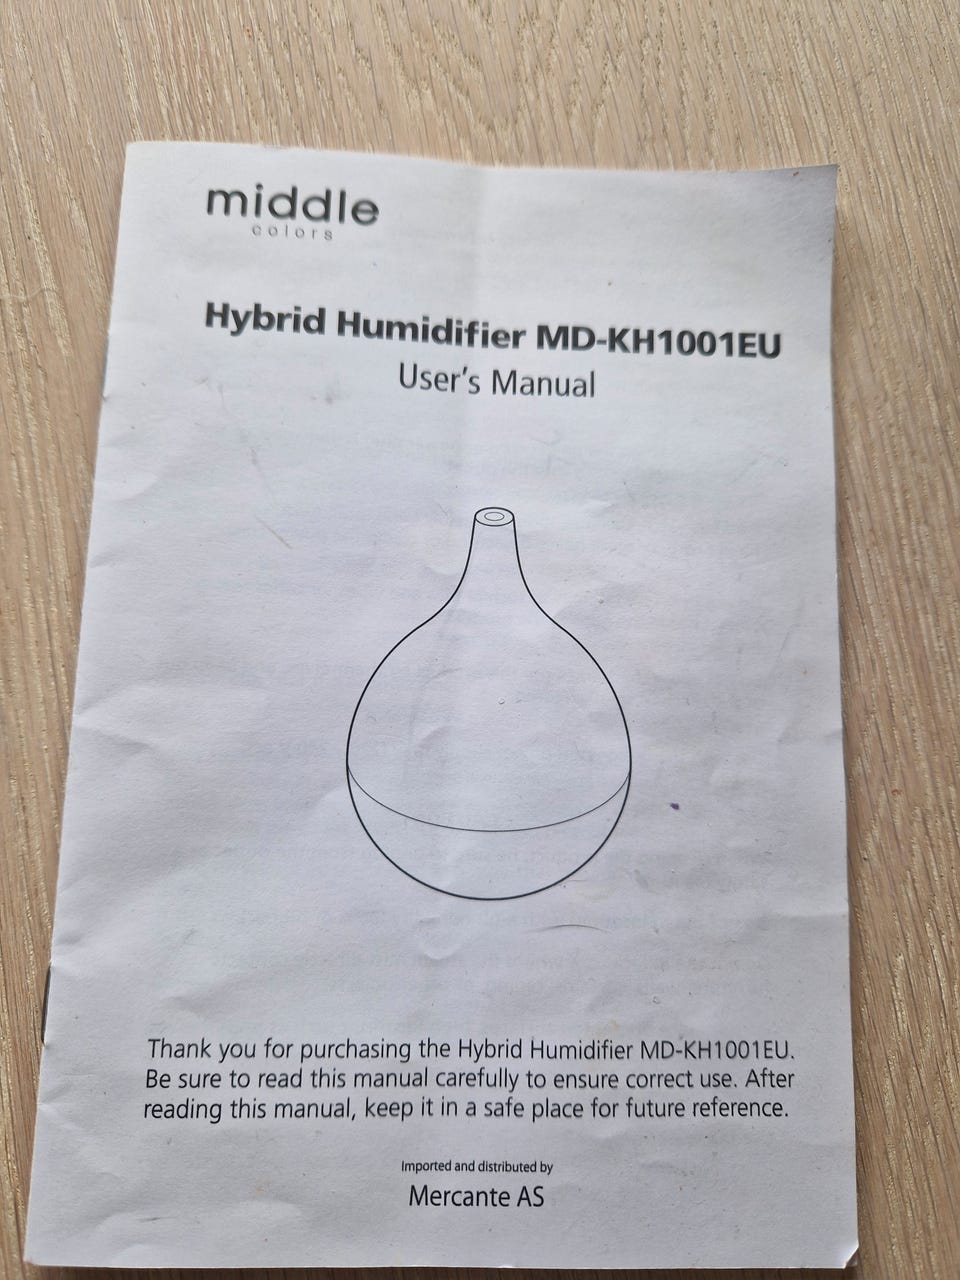 middle
colors
Hybrid Humidifier MD-KH1001EU
User's Manual
Thank you for purchasing the Hybrid Humidifier MD-KH1001EU.
Be sure to read this manual carefully to ensure correct use. After
reading this manual, keep it in a safe place for future reference.
Imported and distributed by
Mercante AS